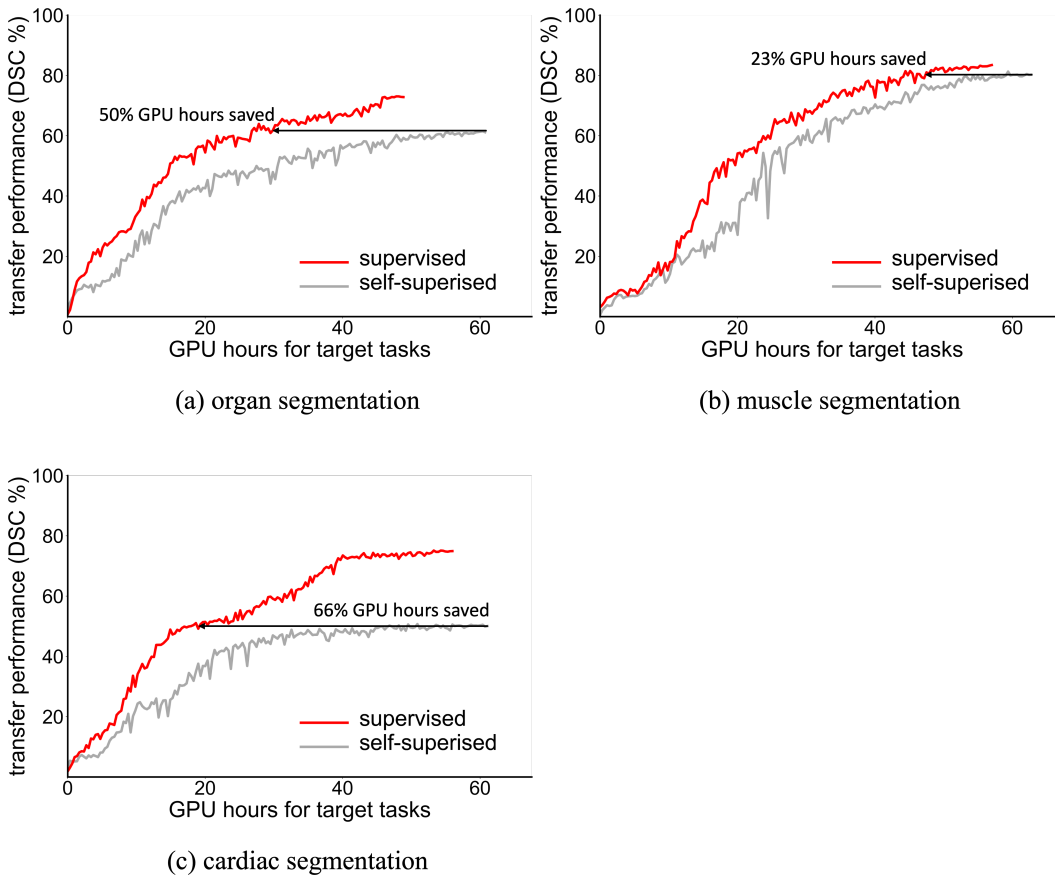 100
80
60
40
20
0
20
40
60
transfer performance (DSC %)
50% GPU hours saved
supervised
self-superised
GPU hours for target tasks
(a) organ segmentation
100
80
60
40
20
0
20
40
60
transfer performance (DSC %)
23% GPU hours saved
supervised
self-superised
GPU hours for target tasks
(b) muscle segmentation
100
80
60
40
20
0
20
40
60
transfer performance (DSC %)
66% GPU hours saved
supervised
self-superised
GPU hours for target tasks
(c) cardiac segmentation